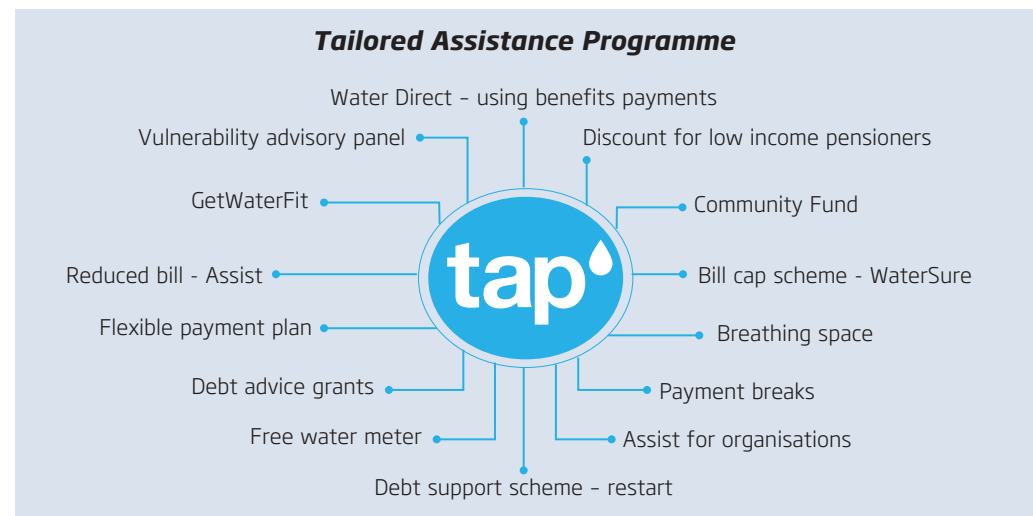 Tailored Assistance Programme
Water Direct – using benefits payments
Vulnerability advisory panel
Discount for low income pensioners
GetWaterFit
Community Fund
tap
Reduced bill - Assist
Bill cap scheme - WaterSure
Flexible payment plan
Breathing space
Debt advice grants
Payment breaks
Free water meter
Assist for organisations
Debt support scheme – restart